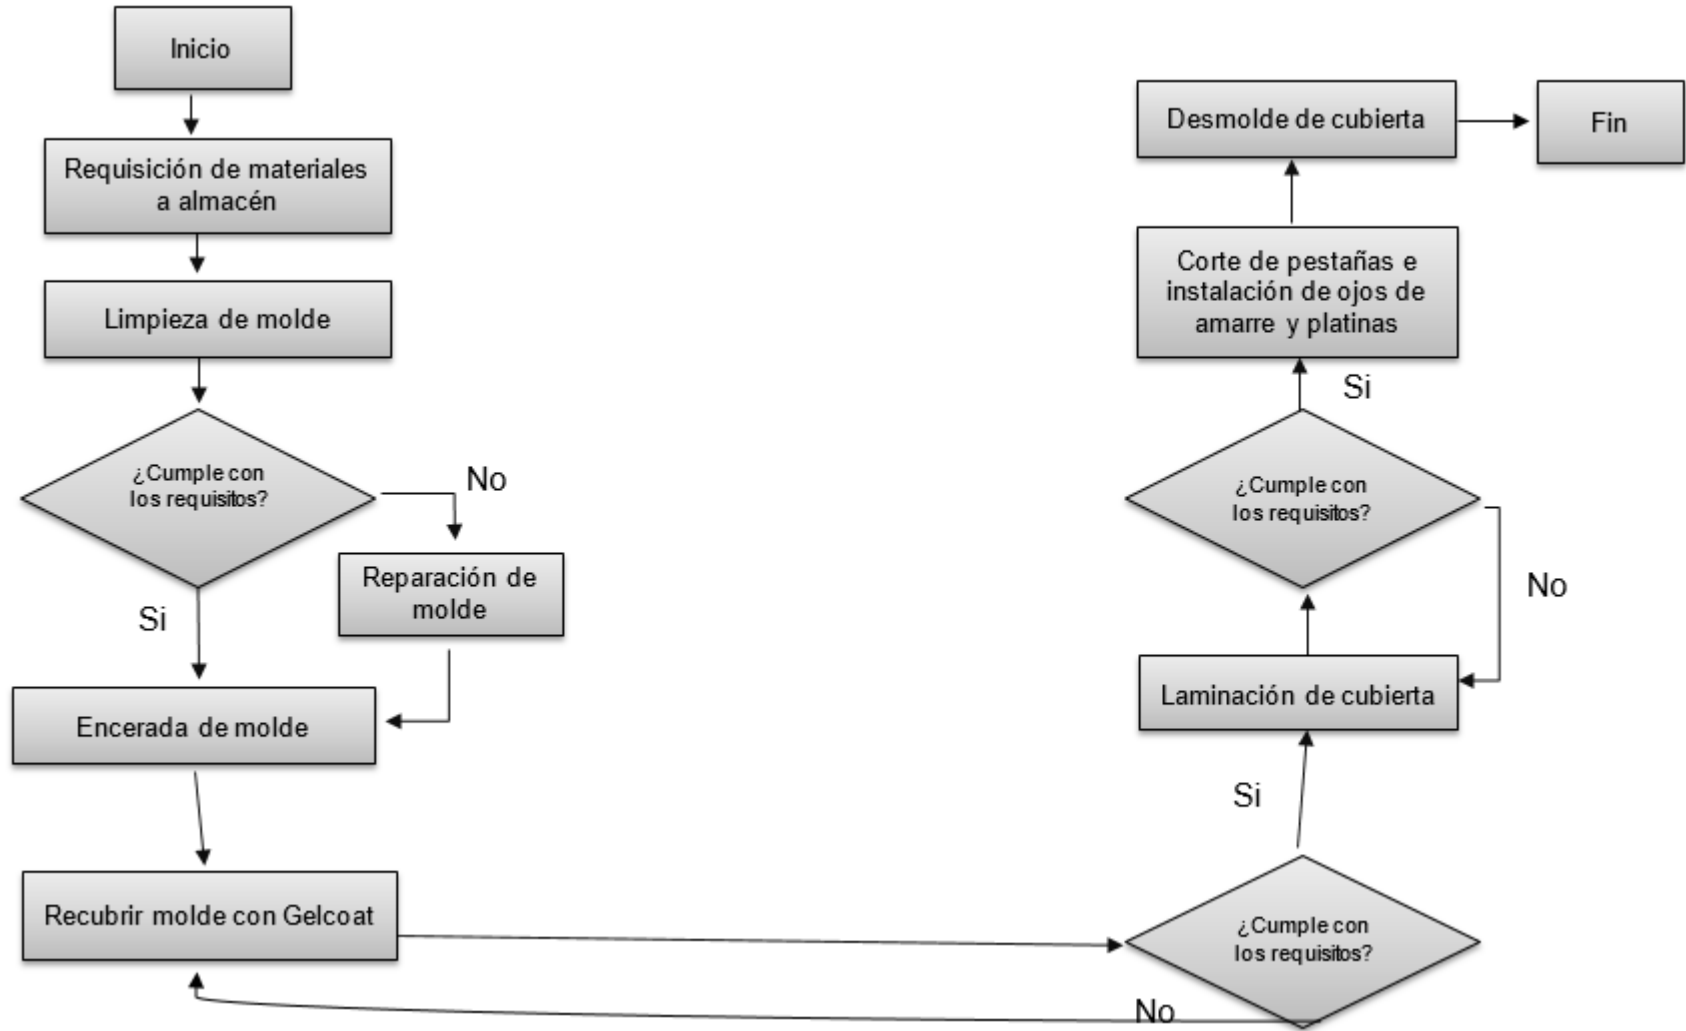 Inicio
Requisición de materiales
a almacén
Limpieza de molde
¿Cumple con
los requisitos?
No
Reparación de
molde
Si
Encerada de molde
Recubrir molde con Gelcoat
¿Cumple con
los requisitos?
No
Si
Laminación de cubierta
¿Cumple con
los requisitos?
No
Si
Corte de pestañas e
instalación de ojos de
amarre y platinas
Desmolde de cubierta
Fin